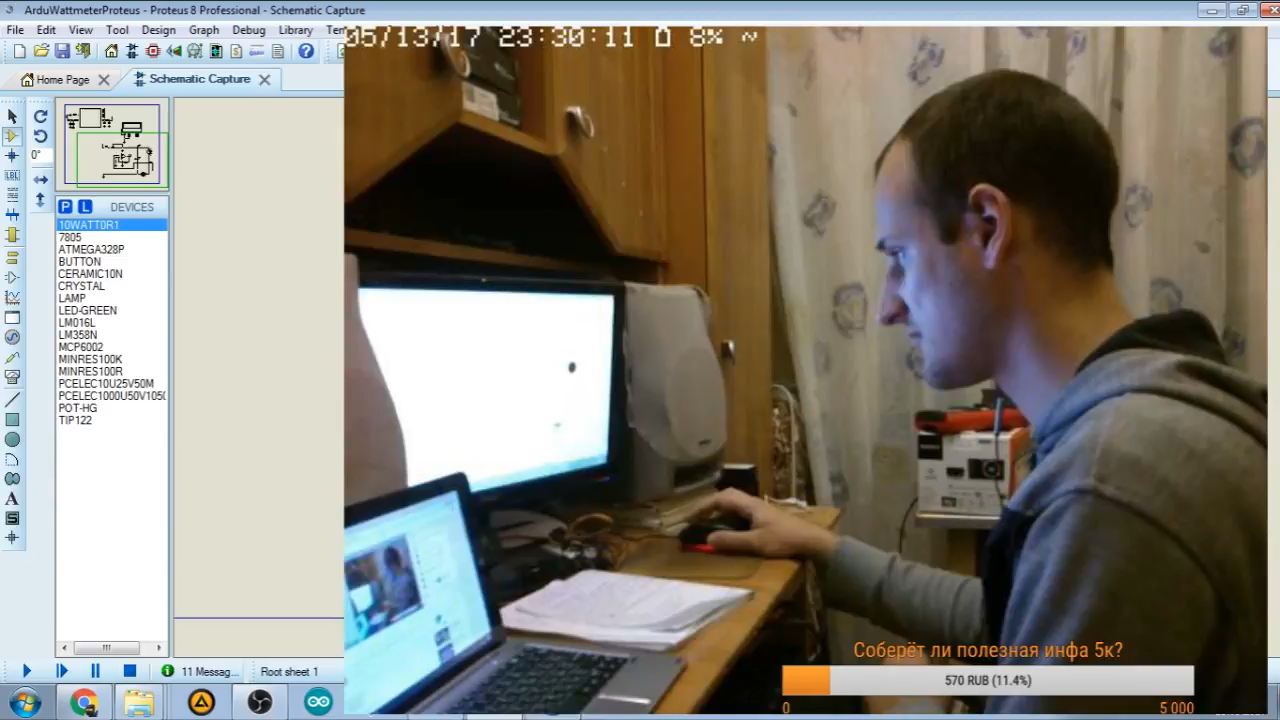 ArduWattmeterProteus - Proteus 8 Professional - Schematic Capture
File Edit View Tool Design Graph Debug Library
05/13/17 23:30:11 Ω 8% ~
Home Page
Schematic Capture
0°
LBL
P L DEVICES
10WATT0R1
7805
ATMEGA328P
BUTTON
CERAMIC10N
CRYSTAL
LAMP
LED-GREEN
LM016L
LM358N
MCP6002
MINRES100K
MINRES100R
PCELEC10U25V50M
PCELEC1000U50V105
POT-HG
TIP122
A
11 Messag...
Root sheet 1
Соберёт ли полезная инфа 5к?
570 RUB (11.4%)
0
5 000